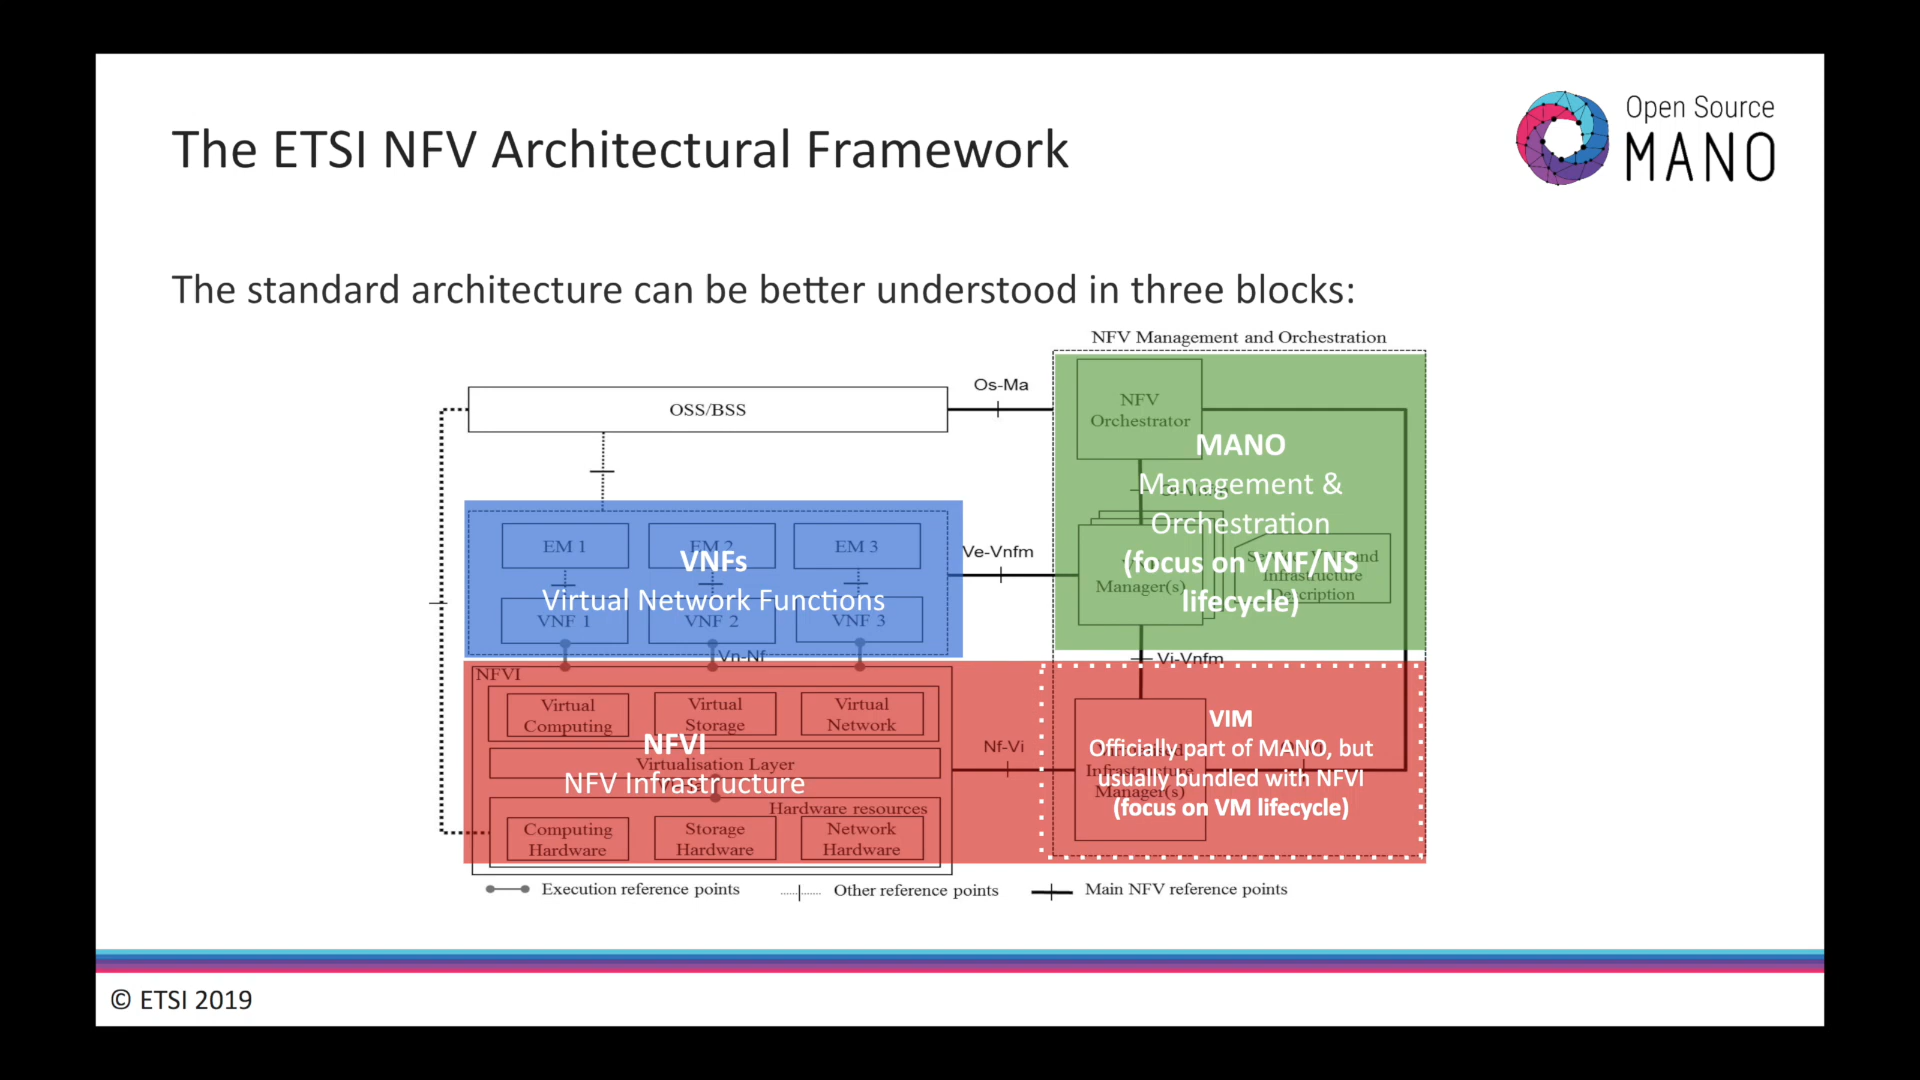 The ETSI NFV Architectural Framework
Open Source
MANO
The standard architecture can be better understood in three blocks:
NFV Management and Orchestration
Os-Ma
OSS/BSS
NFV
Orchestrator
MANO
Management &
Orchestration
(focus on VNF/NS
lifecycle)
Manager(s)
Infrastructure
Description
Ve-Vnfm
EM 1
EM 2
EM 3
VNFs
Virtual Network Functions
VNF 1
VNF 2
VNF 3
Vn-Nf
Vi-Vnfm
NFVI
Virtual
Computing
Virtual
Storage
Virtual
Network
NFVI
Virtualisation Layer
NFV Infrastructure
Hardware resources
Computing
Hardware
Storage
Hardware
Network
Hardware
Nf-Vi
VIM
Officially part of MANO, but
usually bundled with NFVI
(focus on VM lifecycle)
Infrastructure
Manager(s)
Execution reference points
Other reference points
Main NFV reference points
© ETSI 2019